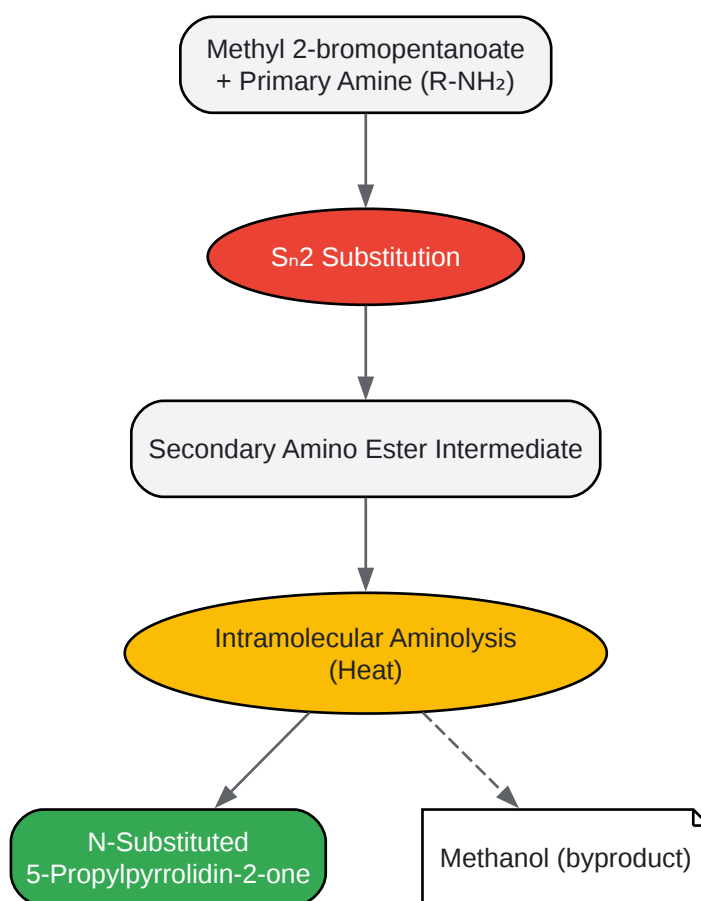 Methyl 2-bromopentanoate
+ Primary Amine (R-NH₂)
Sₙ2 Substitution
Secondary Amino Ester Intermediate
Intramolecular Aminolysis
(Heat)
N-Substituted
5-Propylpyrrolidin-2-one
Methanol (byproduct)